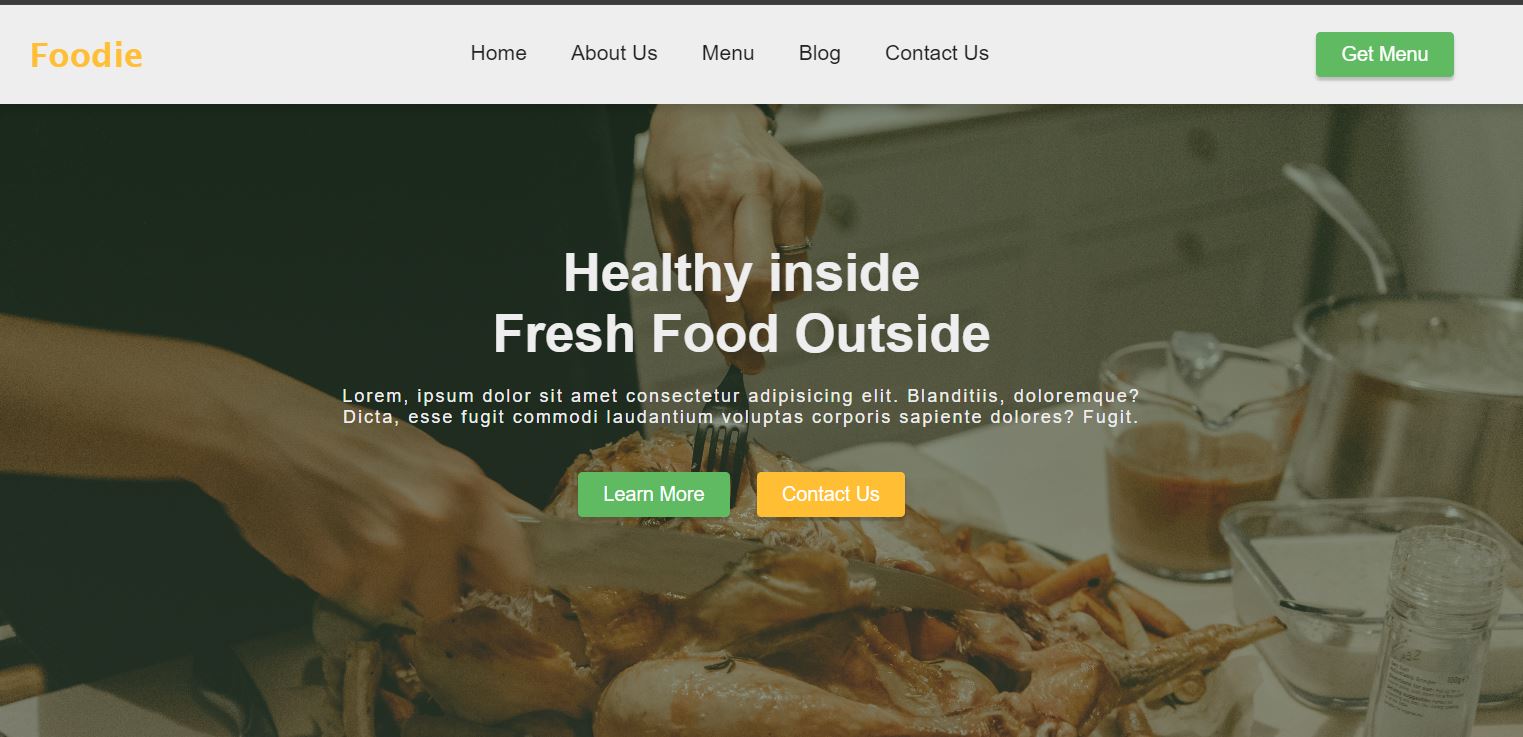 Foodie
Home About Us Menu Blog Contact Us
Get Menu
Healthy inside
Fresh Food Outside
Lorem, ipsum dolor sit amet consectetur adipisicing elit. Blanditiis, doloremque?
Dicta, esse fugit commodi laudantium voluptas corporis sapiente dolores? Fugit.
Learn More Contact Us